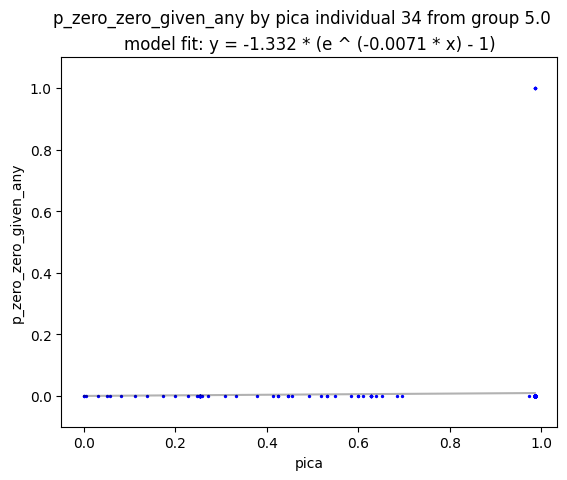 p_zero_zero_given_any by pica individual 34 from group 5.0
model fit: y = -1.332 * (e ^ (-0.0071 * x) - 1)
p_zero_zero_given_any
1.0
0.8
0.6
0.4
0.2
0.0
0.0 0.2 0.4 0.6 0.8 1.0
pica